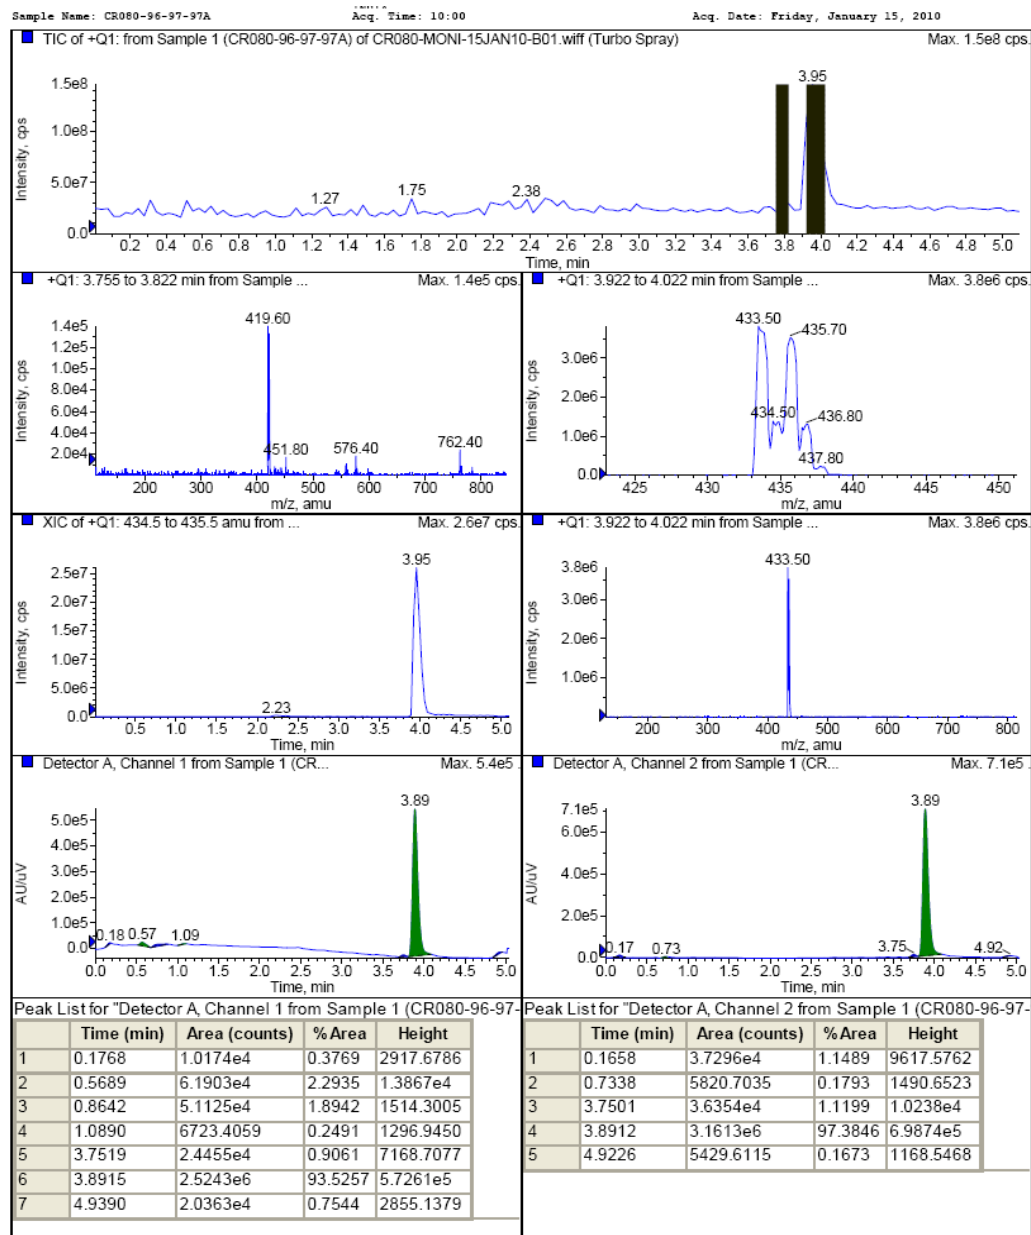 Sample Name: CR080-96-97-97A Acq. Time: 10:00 Acq. Date: Friday, January 15, 2010
TIC of +Q1: from Sample 1 (CR080-96-97-97A) of CR080-MONI-15JAN10-B01.wiff (Turbo Spray) Max. 1.5e8 cps.
3.95
1.5e8
1.0e8
5.0e7
0.0
Intensity, cps
1.27 1.75 2.38
0.2 0.4 0.6 0.8 1.0 1.2 1.4 1.6 1.8 2.0 2.2 2.4 2.6 2.8 3.0 3.2 3.4 3.6 3.8 4.0 4.2 4.4 4.6 4.8 5.0
Time, min
+Q1: 3.755 to 3.822 min from Sample ... Max. 1.4e5 cps.
419.60
1.4e5
1.2e5
1.0e5
8.0e4
6.0e4
4.0e4
2.0e4
Intensity, cps
451.80 576.40 762.40
200 300 400 500 600 700 800
m/z, amu
+Q1: 3.922 to 4.022 min from Sample ... Max. 3.8e6 cps.
433.50
435.70
3.0e6
2.0e6
1.0e6
0.0
Intensity, cps
434.50
436.80
437.80
425 430 435 440 445 450
m/z, amu
XIC of +Q1: 434.5 to 435.5 amu from ... Max. 2.6e7 cps.
3.95
2.5e7
2.0e7
1.5e7
1.0e7
5.0e6
0.0
Intensity, cps
2.23
0.5 1.0 1.5 2.0 2.5 3.0 3.5 4.0 4.5 5.0
Time, min
+Q1: 3.922 to 4.022 min from Sample ... Max. 3.8e6 cps.
433.50
3.8e6
3.0e6
2.0e6
1.0e6
Intensity, cps
200 300 400 500 600 700 800
m/z, amu
Detector A, Channel 1 from Sample 1 (CR... Max. 5.4e5 .
3.89
5.0e5
4.0e5
3.0e5
2.0e5
1.0e5
0.0
AU/uV
0.18 0.57 1.09
0.0 0.5 1.0 1.5 2.0 2.5 3.0 3.5 4.0 4.5 5.0
Time, min
Detector A, Channel 2 from Sample 1 (CR... Max. 7.1e5 .
3.89
7.1e5
6.0e5
4.0e5
2.0e5
0.0
AU/uV
0.17 0.73 3.75 4.92
0.0 0.5 1.0 1.5 2.0 2.5 3.0 3.5 4.0 4.5 5.0
Time, min
Peak List for "Detector A, Channel 1 from Sample 1 (CR080-96-97-
Time (min) Area (counts) % Area Height
1 0.1768 1.0174e4 0.3769 2917.6786
2 0.5689 6.1903e4 2.2935 1.3867e4
3 0.8642 5.1125e4 1.8942 1514.3005
4 1.0890 6723.4059 0.2491 1296.9450
5 3.7519 2.4455e4 0.9061 7168.7077
6 3.8915 2.5243e6 93.5257 5.7261e5
7 4.9390 2.0363e4 0.7544 2855.1379
Peak List for "Detector A, Channel 2 from Sample 1 (CR080-96-97-
Time (min) Area (counts) % Area Height
1 0.1658 3.7296e4 1.1489 9617.5762
2 0.7338 5820.7035 0.1793 1490.6523
3 3.7501 3.6354e4 1.1199 1.0238e4
4 3.8912 3.1613e6 97.3846 6.9874e5
5 4.9226 5429.6115 0.1673 1168.5468